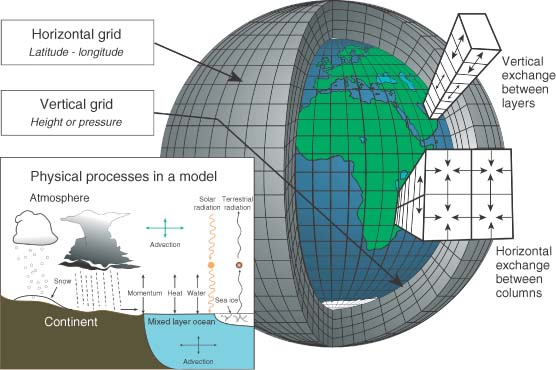 Horizontal grid
Latitude - longitude
Vertical grid
Height or pressure
Vertical
exchange
between
layers
Horizontal
exchange
between
columns
Physical processes in a model
Atmosphere
Solar
radiation
Terrestrial
radiation
Advection
Snow
Momentum
Heat
Water
Sea ice
Continent
Mixed layer ocean
Advection